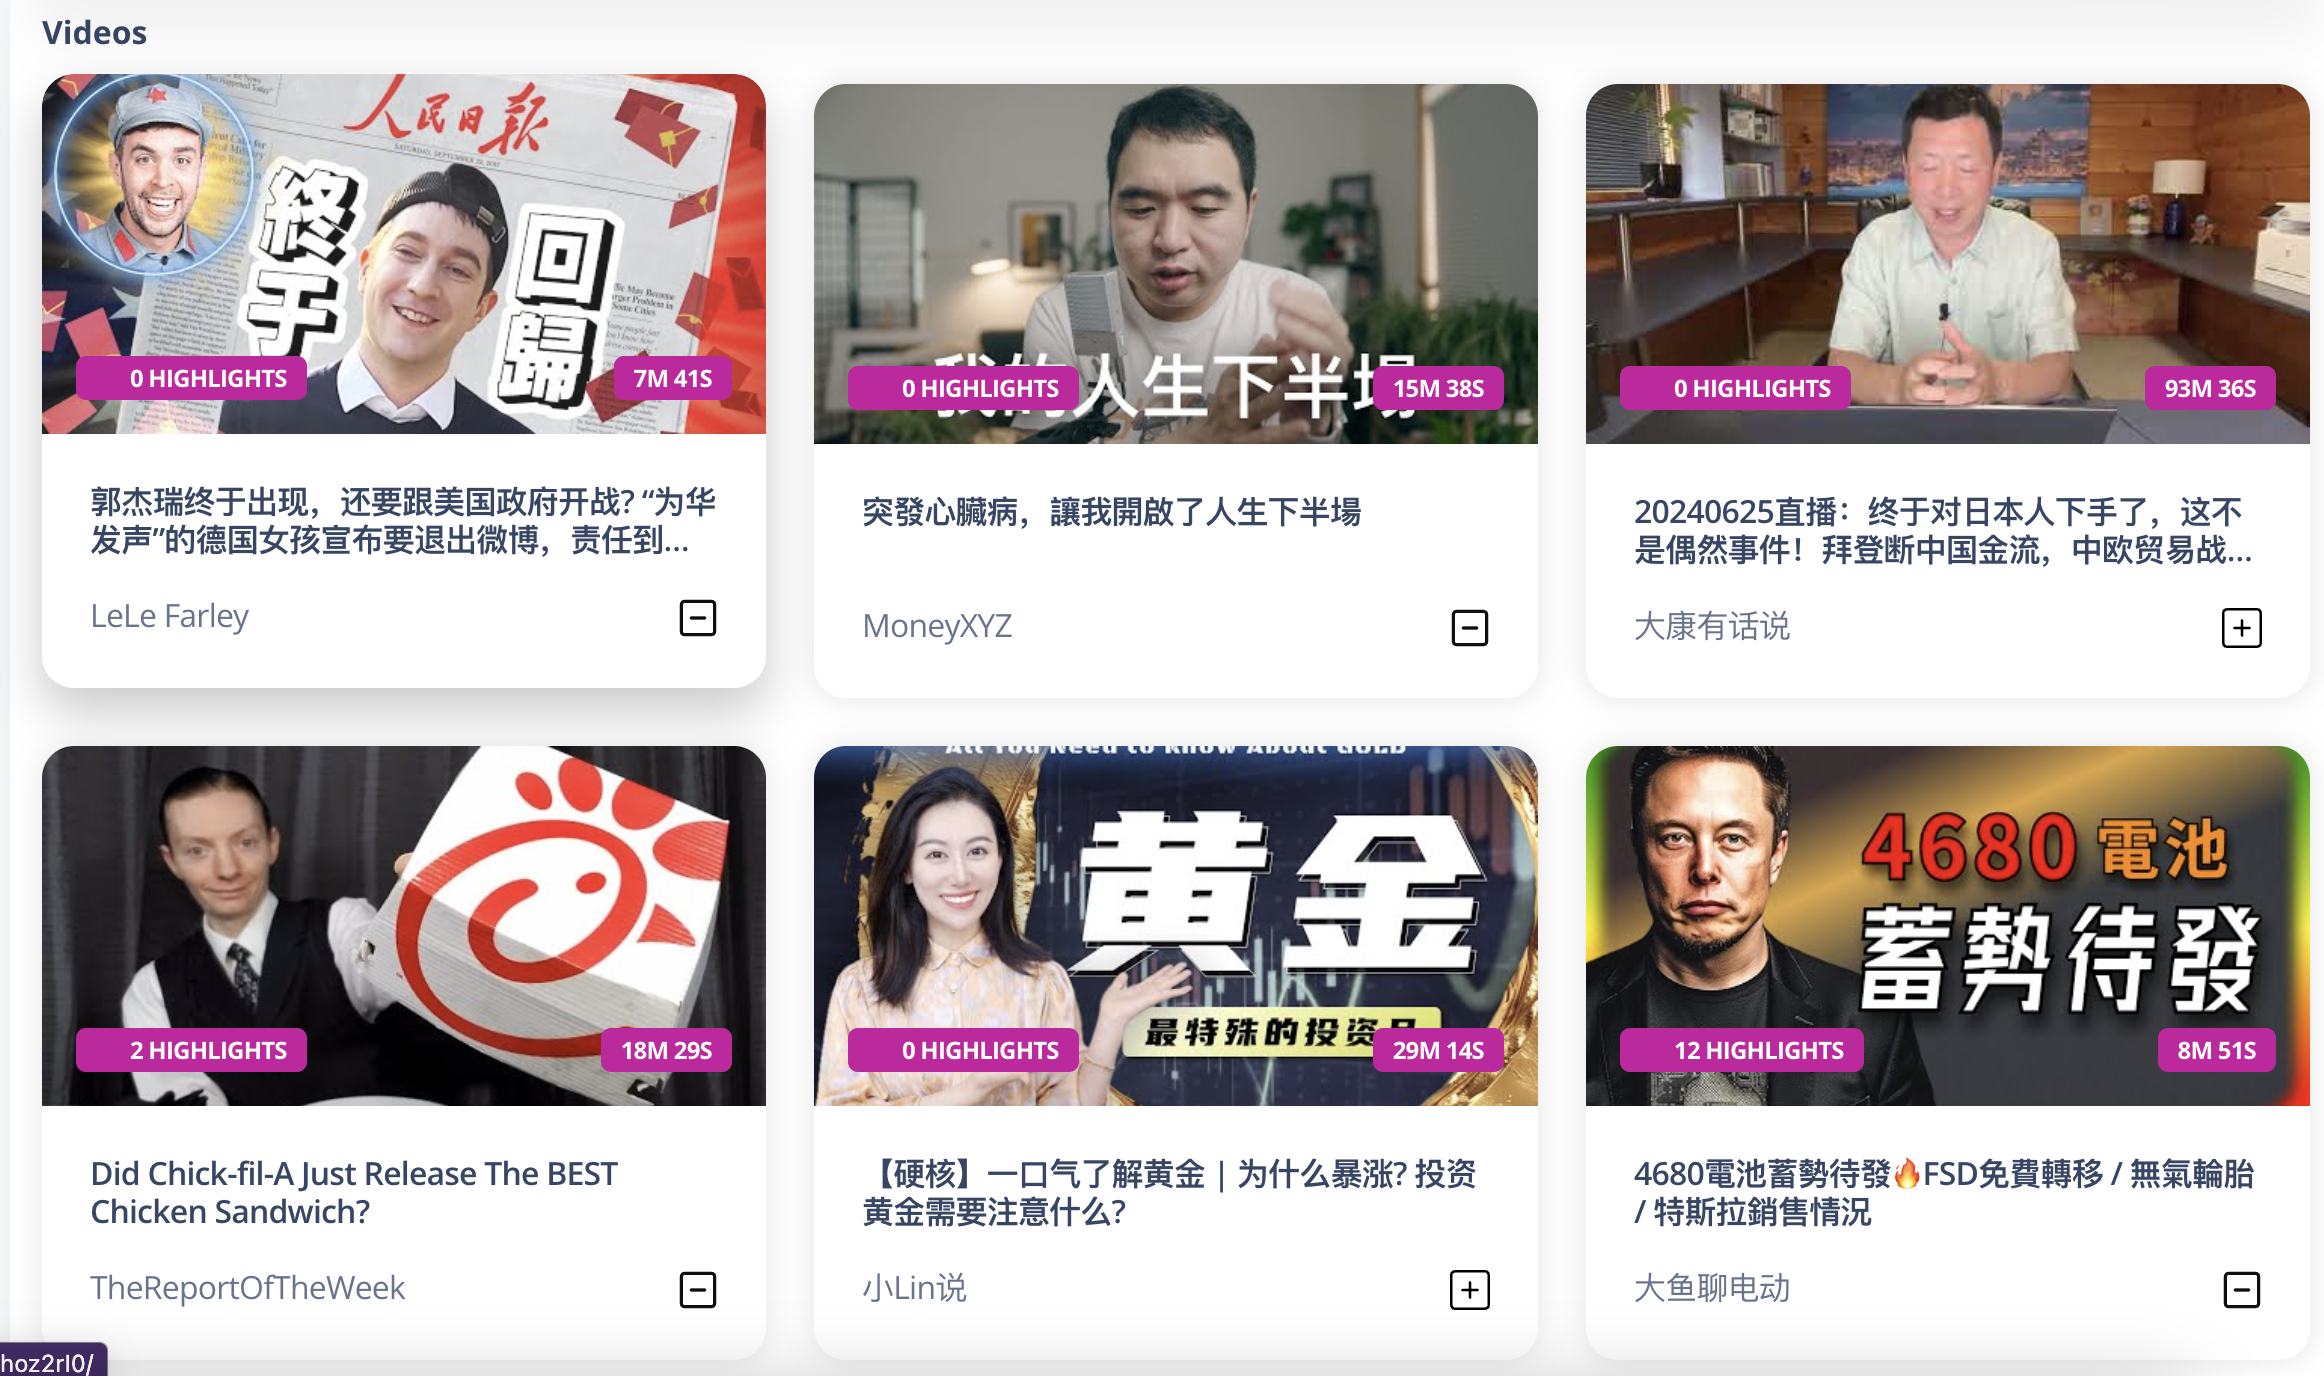 Videos
人民日报
SATURDAY, SEPTEMBER 23, 2017
終于
回歸
0 HIGHLIGHTS
7M 41S
郭杰瑞终于出现，还要跟美国政府开战? “为华
发声”的德国女孩宣布要退出微博，责任到...
LeLe Farley
我的人生下半場
0 HIGHLIGHTS
15M 38S
突發心臟病，讓我開啟了人生下半場
MoneyXYZ
0 HIGHLIGHTS
93M 36S
20240625直播：终于对日本人下手了，这不
是偶然事件！拜登断中国金流，中欧贸易战...
大康有话说
2 HIGHLIGHTS
18M 29S
Did Chick-fil-A Just Release The BEST
Chicken Sandwich?
TheReportOfTheWeek
All You Need to Know About GOLD
黄金
最特殊的投资品
0 HIGHLIGHTS
29M 14S
【硬核】一口气了解黄金 | 为什么暴涨? 投资
黄金需要注意什么?
小Lin说
4680 電池
蓄勢待發
12 HIGHLIGHTS
8M 51S
4680電池蓄勢待發🔥FSD免費轉移 / 無氣輪胎
/ 特斯拉銷售情況
大鱼聊电动
hoz2rI0/